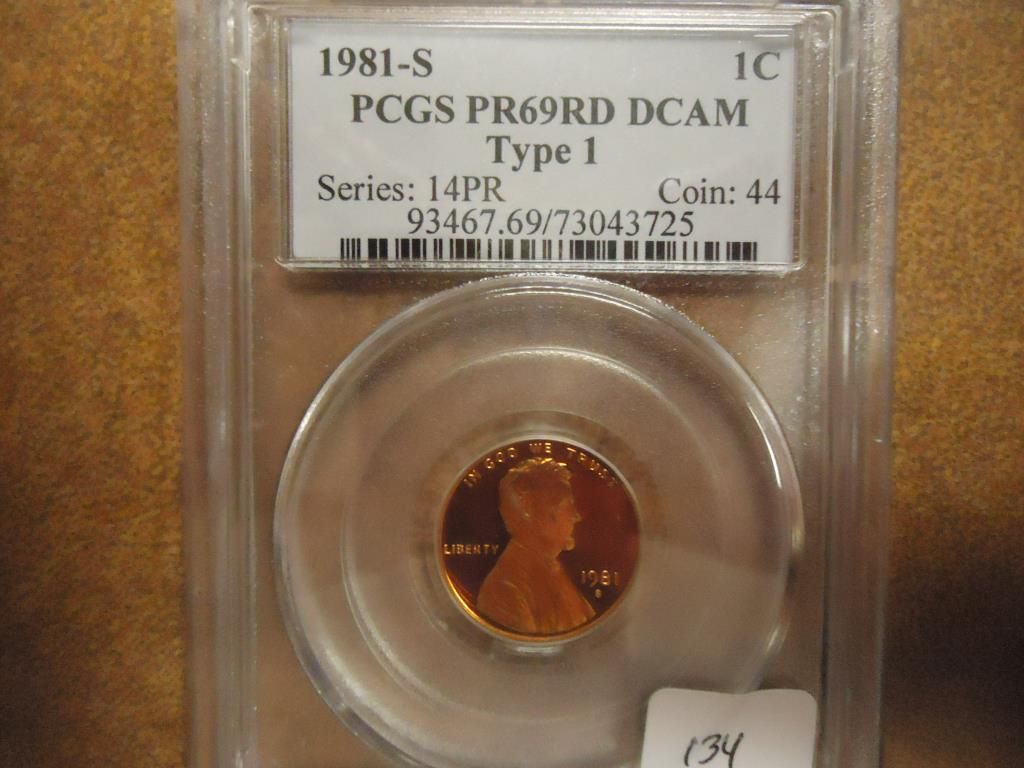 1981-S 1C
PCGS PR69RD DCAM
Type 1
Series: 14PR Coin: 44
93467.69/73043725
IN GOD WE TRUST
LIBERTY
1981
S
134